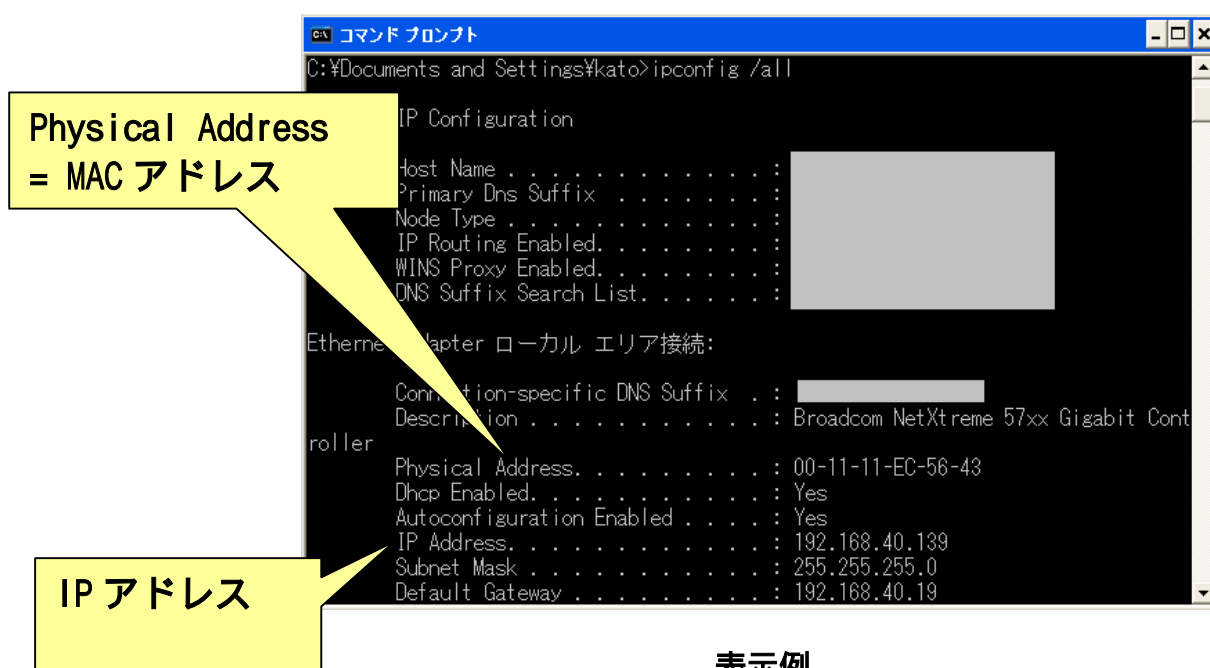 コマンド プロンプト
C:¥Documents and Settings¥kato>ipconfig /all
IP Configuration
Physical Address
= MAC アドレス
Host Name . . . . . . . . . . . . :
Primary Dns Suffix . . . . . . . :
Node Type . . . . . . . . . . . . :
IP Routing Enabled. . . . . . . . :
WINS Proxy Enabled. . . . . . . . :
DNS Suffix Search List. . . . . . :
Ethernet adapter ローカル エリア接続:
Connection-specific DNS Suffix . :
Description . . . . . . . . . . . : Broadcom NetXtreme 57xx Gigabit Cont
roller
Physical Address. . . . . . . . . : 00-11-11-EC-56-43
Dhcp Enabled. . . . . . . . . . . : Yes
Autoconfiguration Enabled . . . . : Yes
IP Address. . . . . . . . . . . . : 192.168.40.139
Subnet Mask . . . . . . . . . . . : 255.255.255.0
Default Gateway . . . . . . . . . : 192.168.40.19
IP アドレス
表示例